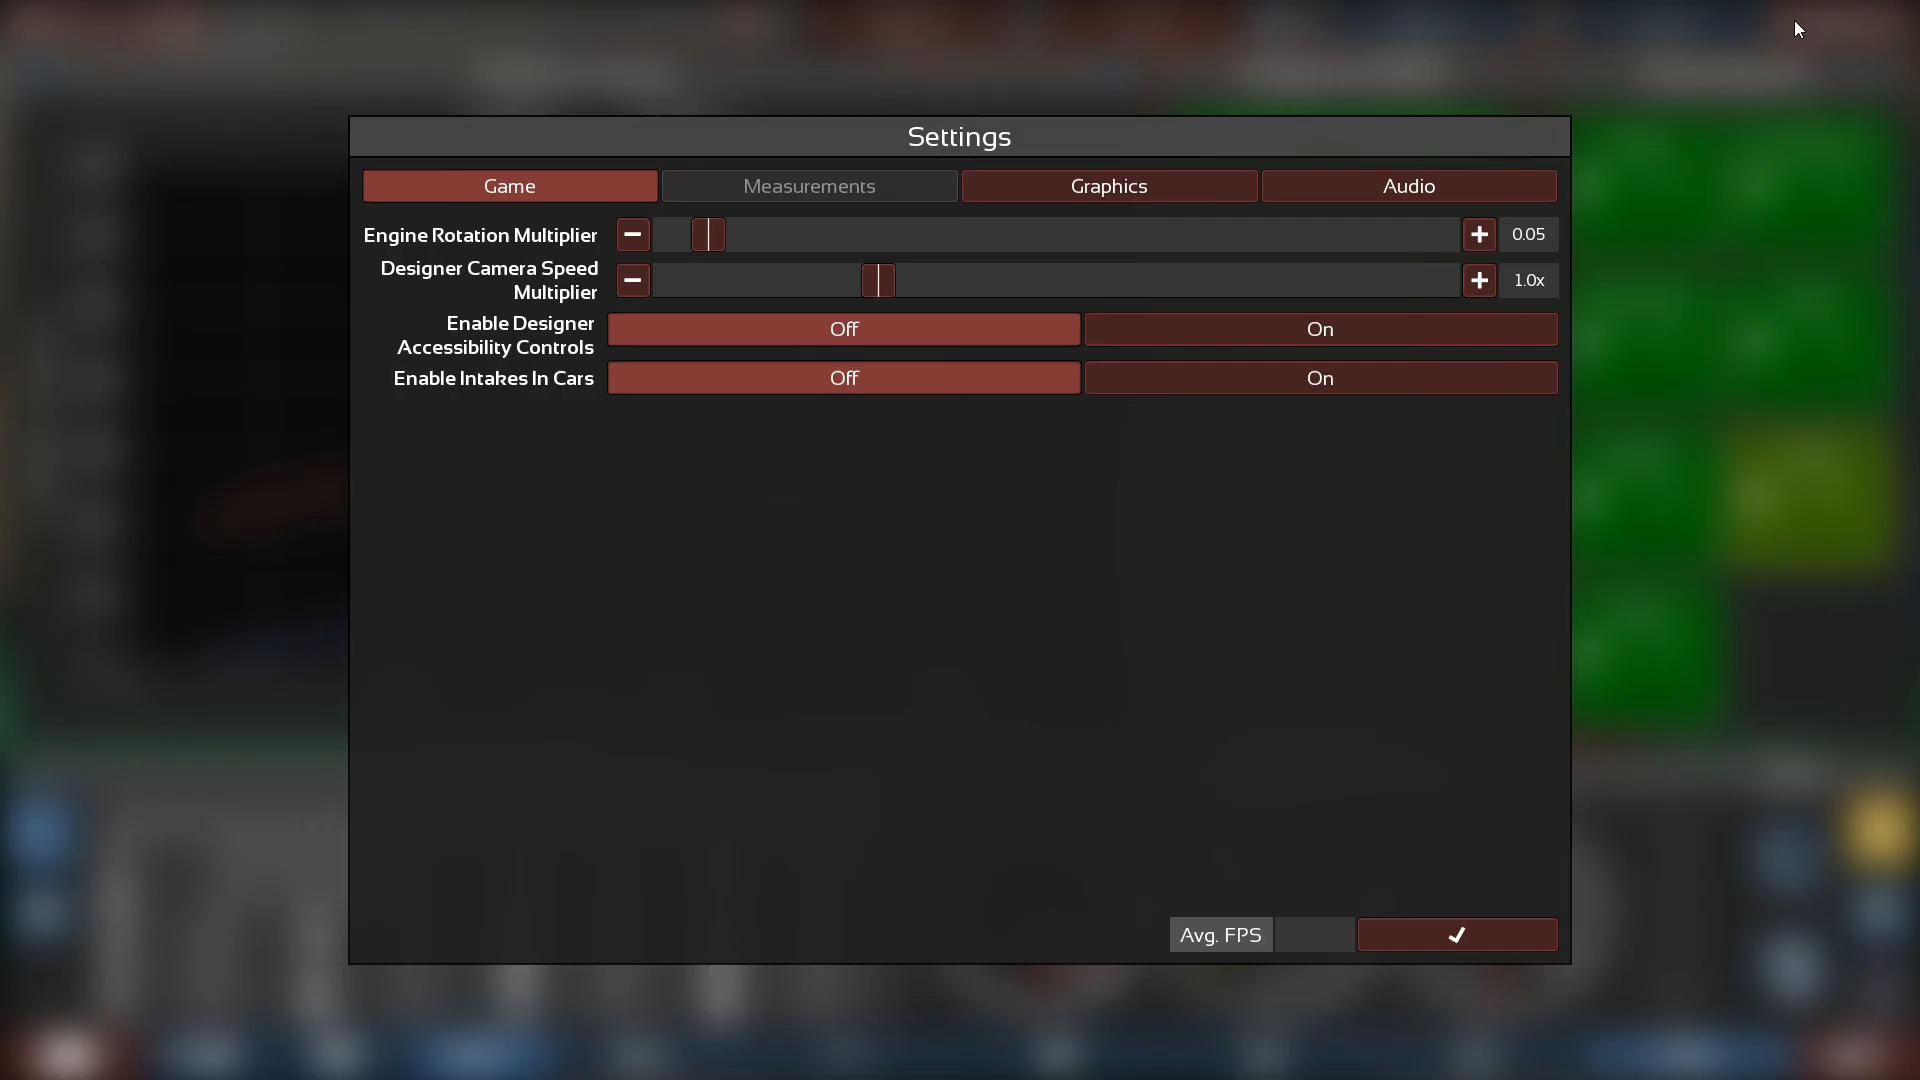 Settings
Game Measurements Graphics Audio
Engine Rotation Multiplier 0.05
Designer Camera Speed
Multiplier 1.0x
Enable Designer
Accessibility Controls Off On
Enable Intakes In Cars Off On
Avg. FPS